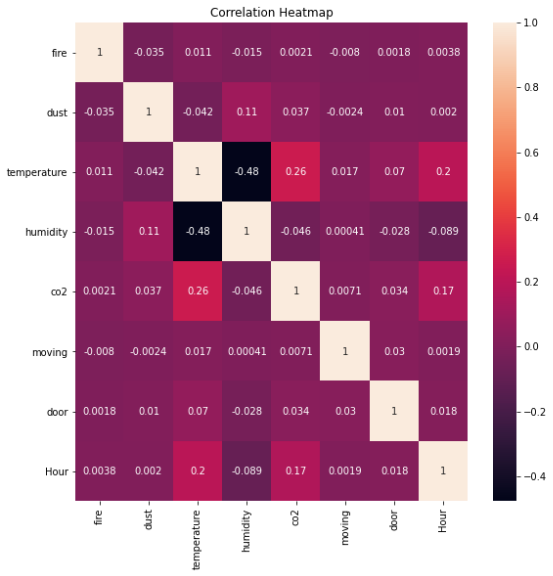 Correlation Heatmap
fire 1 -0.035 0.011 -0.015 0.0021 -0.008 0.0018 0.0038
dust -0.035 1 -0.042 0.11 0.037 -0.0024 0.01 0.002
temperature 0.011 -0.042 1 -0.48 0.26 0.017 0.07 0.2
humidity -0.015 0.11 -0.48 1 -0.046 0.00041 -0.028 -0.089
co2 0.0021 0.037 0.26 -0.046 1 0.0071 0.034 0.17
moving -0.008 -0.0024 0.017 0.00041 0.0071 1 0.03 0.0019
door 0.0018 0.01 0.07 -0.028 0.034 0.03 1 0.018
Hour 0.0038 0.002 0.2 -0.089 0.17 0.0019 0.018 1
fire dust temperature humidity co2 moving door Hour
1.0
0.8
0.6
0.4
0.2
0.0
−0.2
−0.4